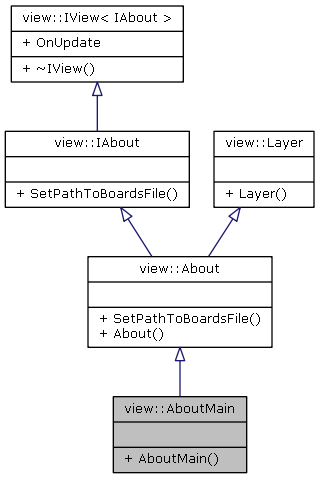 view::IView< IAbout >
+ OnUpdate
+ ~IView()
view::IAbout
view::Layer
+ SetPathToBoardsFile()
+ Layer()
view::About
+ SetPathToBoardsFile()
+ About()
view::AboutMain
+ AboutMain()